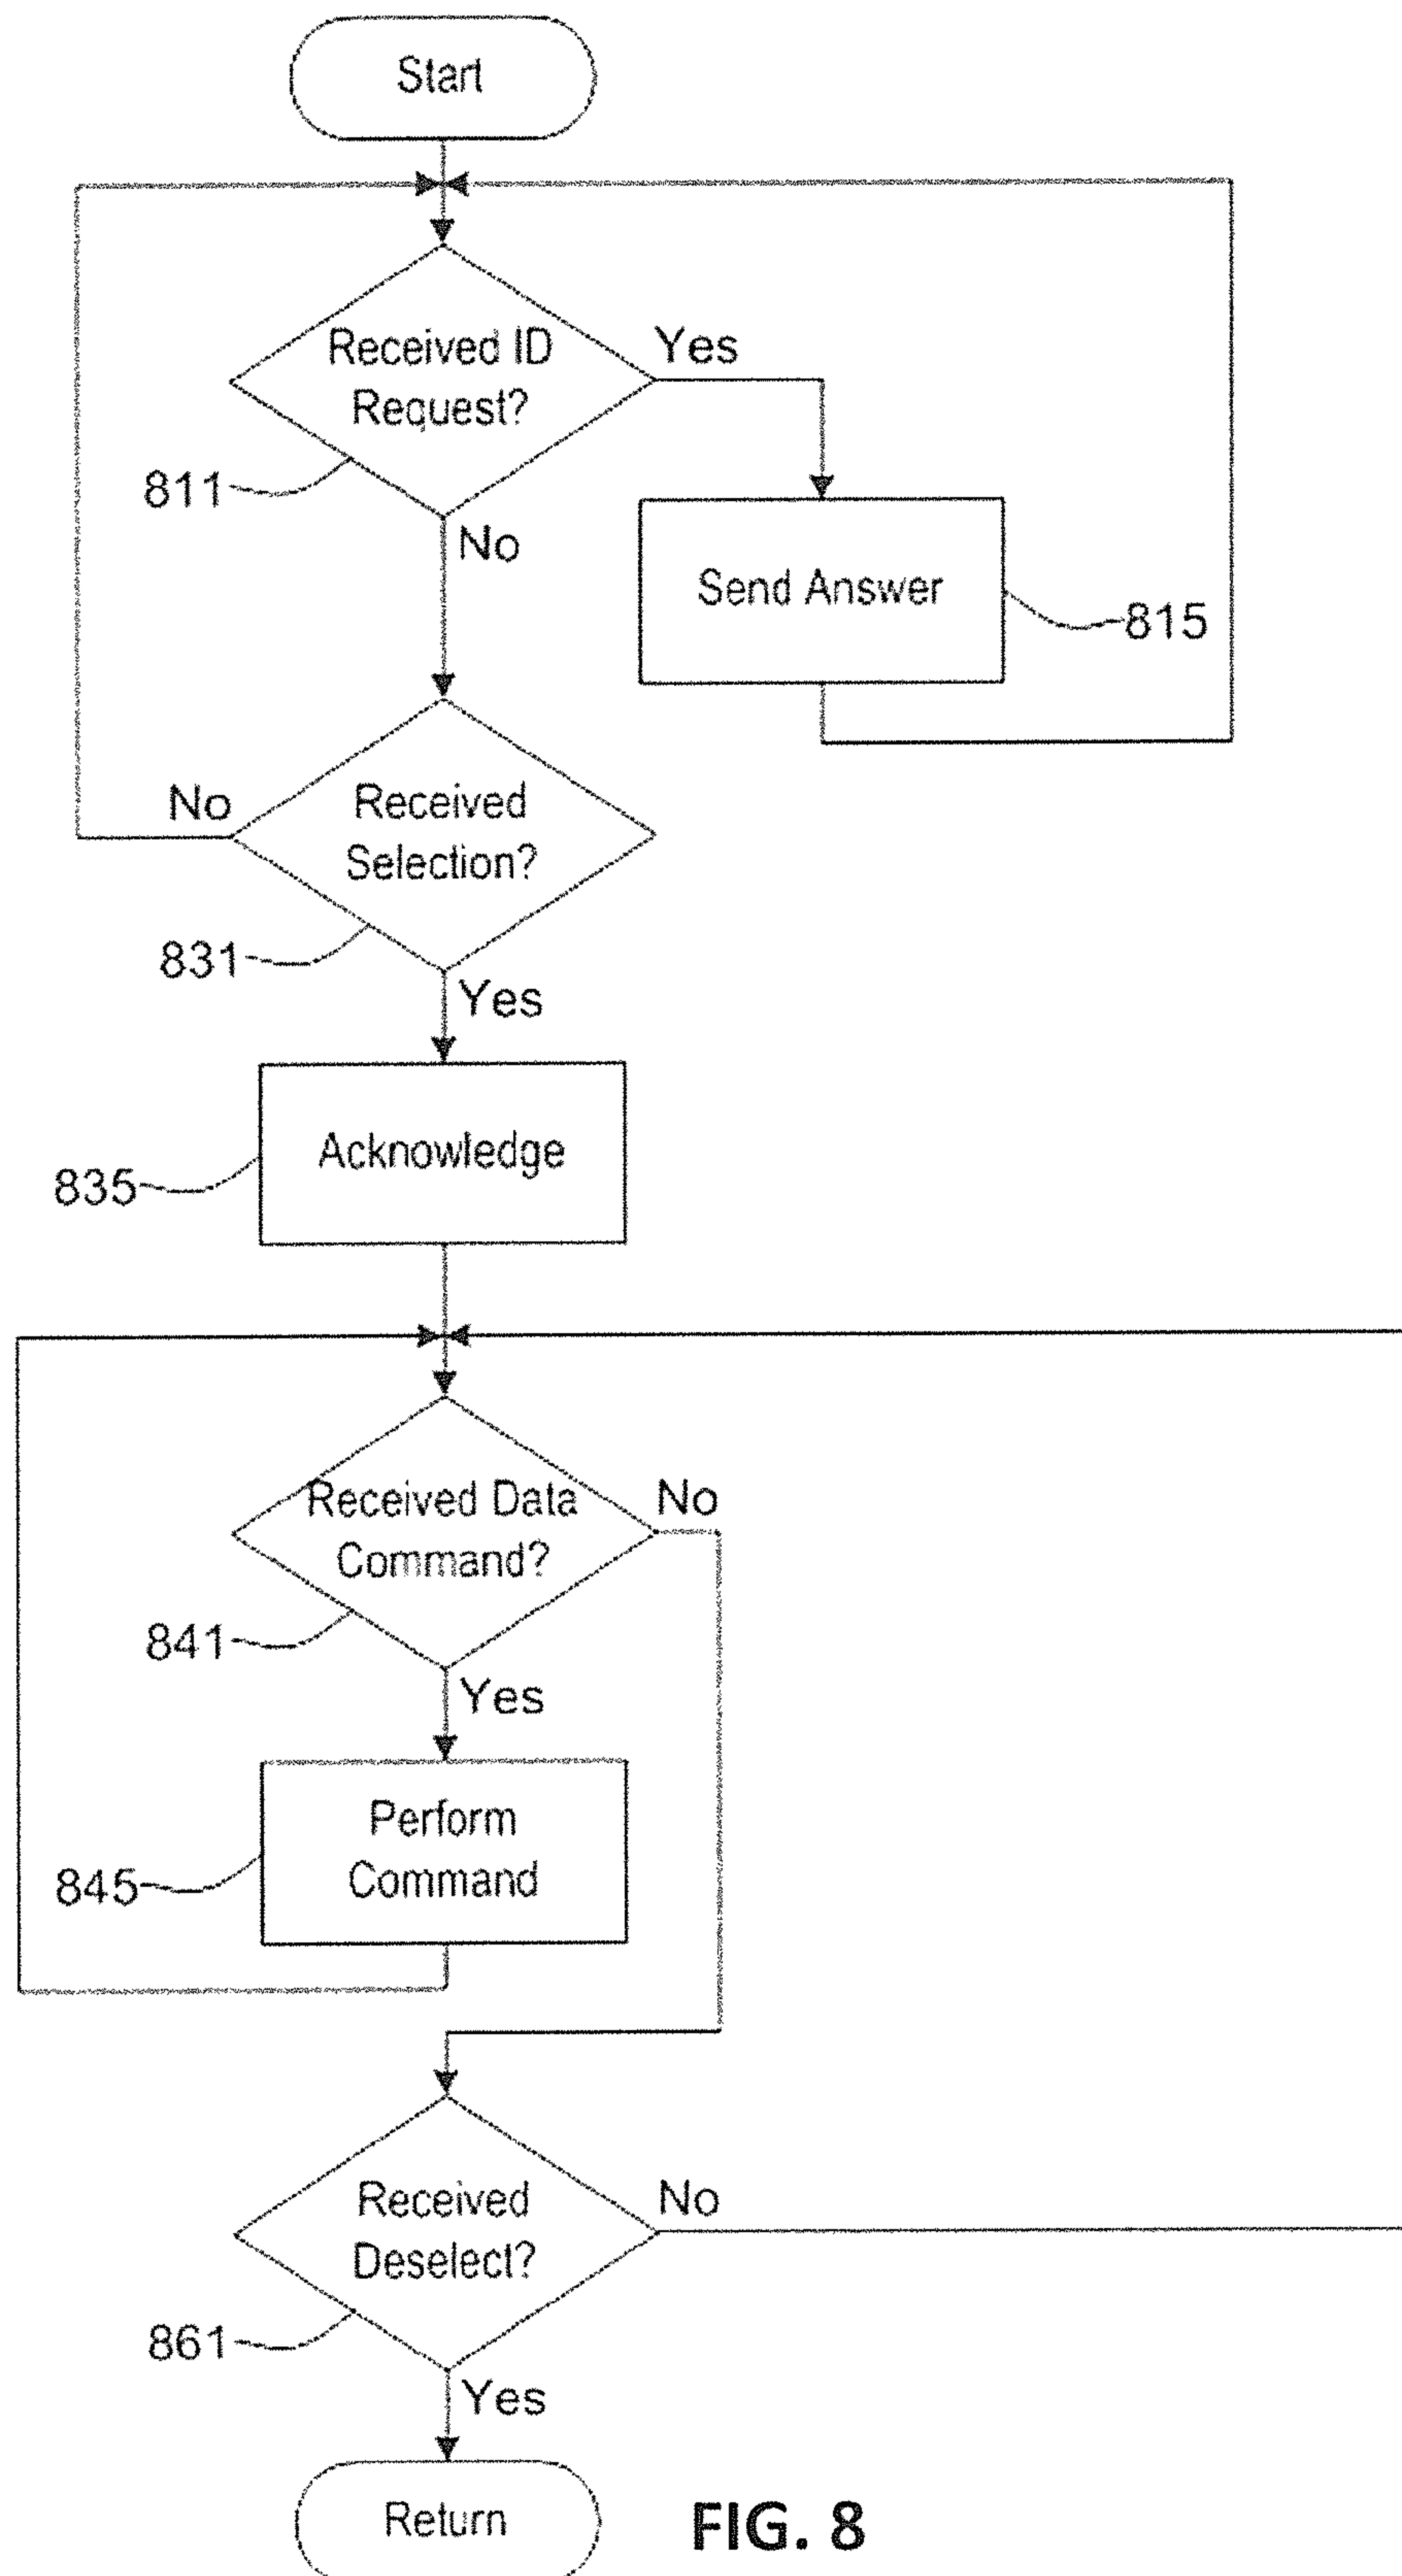 Start
Received ID
Request?
Yes
811
No
Send Answer
815
No
Received
Selection?
831
Yes
Acknowledge
835
Received Data
Command?
No
841
Yes
Perform
Command
845
Received
Deselect?
No
861
Yes
Return
FIG. 8